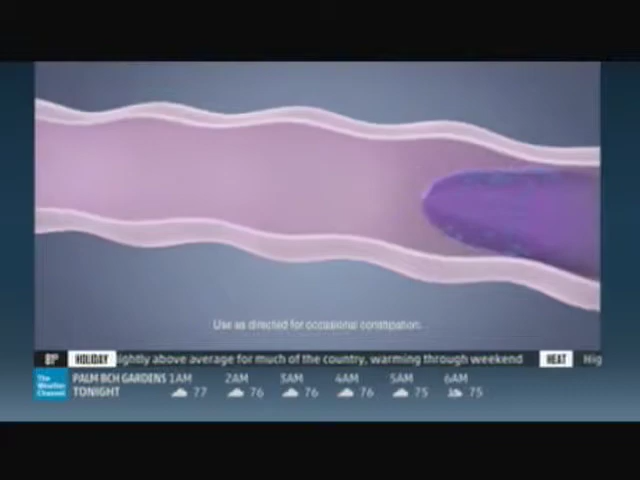 Use as directed for occasional constipation.
81° HOLIDAY ightly above average for much of the country, warming through weekend HEAT Hig
The Weather Channel
PALM BCH GARDENS 1AM 2AM 3AM 4AM 5AM 6AM
TONIGHT 77 76 76 76 75 75